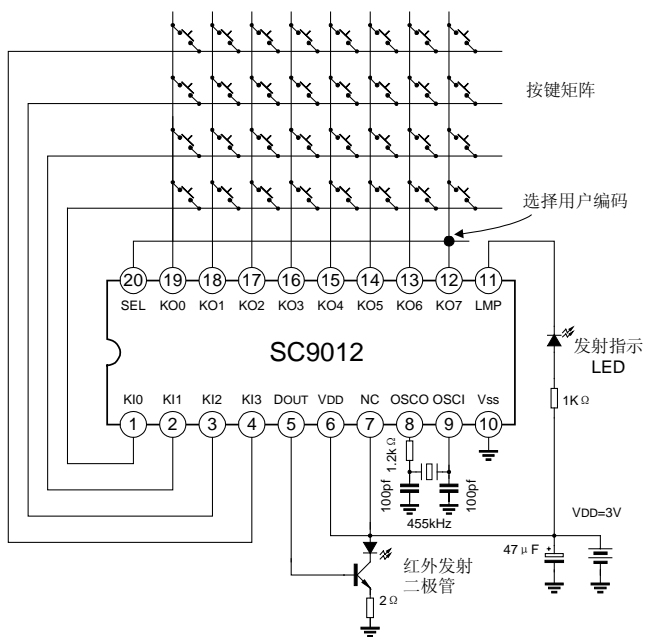 按键矩阵
选择用户编码
20 19 18 17 16 15 14 13 12 11
SEL KO0 KO1 KO2 KO3 KO4 KO5 KO6 KO7 LMP
SC9012
发射指示
LED
1KΩ
KI0 KI1 KI2 KI3 DOUT VDD NC OSCO OSCI Vss
1 2 3 4 5 6 7 8 9 10
1.2kΩ
100pf
100pf
455kHz
VDD=3V
47μF
+
红外发射
二极管
2Ω